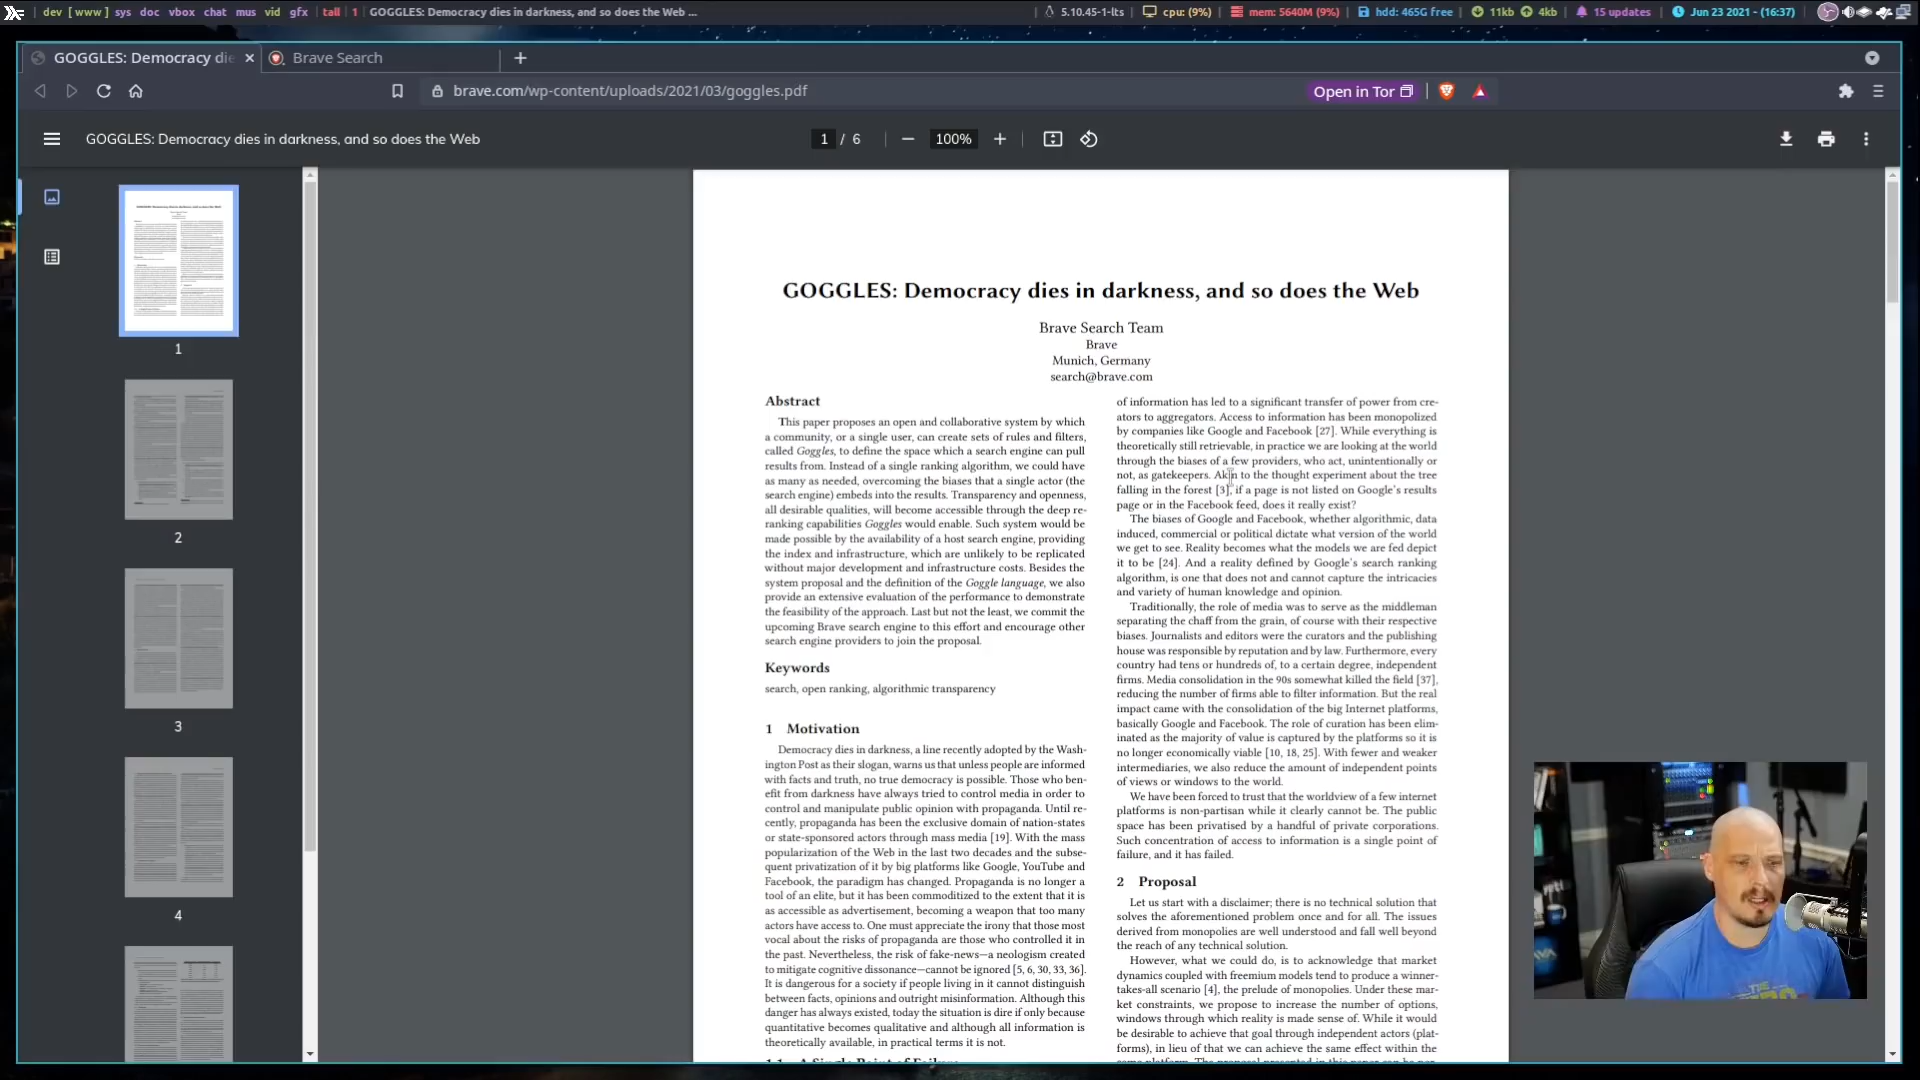 dev [ www ] sys doc vbox chat mus vid gfx | tall | 1 | GOGGLES: Democracy dies in darkness, and so does the Web ...
5.10.45-1-lts | cpu: (9%) | mem: 5640M (9%) | hdd: 465G free | 11kb 4kb | 15 updates | Jun 23 2021 - (16:37)
GOGGLES: Democracy die
Brave Search
brave.com/wp-content/uploads/2021/03/goggles.pdf
Open in Tor
GOGGLES: Democracy dies in darkness, and so does the Web
1 / 6
100%
1
2
3
4
GOGGLES: Democracy dies in darkness, and so does the Web
Brave Search Team
Brave
Munich, Germany
search@brave.com
Abstract
This paper proposes an open and collaborative system by which
a community, or a single user, can create sets of rules and filters,
called Goggles, to define the space which a search engine can pull
results from. Instead of a single ranking algorithm, we could have
as many as needed, overcoming the biases that a single actor (the
search engine) embeds into the results. Transparency and openness,
all desirable qualities, will become accessible through the deep re-
ranking capabilities Goggles would enable. Such system would be
made possible by the availability of a host search engine, providing
the index and infrastructure, which are unlikely to be replicated
without major development and infrastructure costs. Besides the
system proposal and the definition of the Goggle language, we also
provide an extensive evaluation of the performance to demonstrate
the feasibility of the approach. Last but not the least, we commit the
upcoming Brave search engine to this effort and encourage other
search engine providers to join the proposal.
Keywords
search, open ranking, algorithmic transparency
1 Motivation
Democracy dies in darkness, a line recently adopted by the Wash-
ington Post as their slogan, warns us that unless people are informed
with facts and truth, no true democracy is possible. Those who ben-
efit from darkness have always tried to control media in order to
control and manipulate public opinion with propaganda. Until re-
cently, propaganda has been the exclusive domain of nation-states
or state-sponsored actors through mass media [19]. With the mass
popularization of the Web in the last two decades and the subse-
quent privatization of it by big platforms like Google, YouTube and
Facebook, the paradigm has changed. Propaganda is no longer a
tool of an elite, but it has been commoditized to the extent that it is
as accessible as advertisement, becoming a weapon that too many
actors have access to. One must appreciate the irony that those most
vocal about the risks of propaganda are those who controlled it in
the past. Nevertheless, the risk of fake-news—a neologism created
to mitigate cognitive dissonance—cannot be ignored [5, 6, 30, 33, 36].
It is dangerous for a society if people living in it cannot distinguish
between facts, opinions and outright misinformation. Although this
danger has always existed, today the situation is dire if only because
quantitative becomes qualitative and although all information is
theoretically available, in practical terms it is not.
1.1 A Single Point of Failure
of information has led to a significant transfer of power from cre-
ators to aggregators. Access to information has been monopolized
by companies like Google and Facebook [27]. While everything is
theoretically still retrievable, in practice we are looking at the world
through the biases of a few providers, who act, unintentionally or
not, as gatekeepers. Akin to the thought experiment about the tree
falling in the forest [3], if a page is not listed on Google's results
page or in the Facebook feed, does it really exist?
The biases of Google and Facebook, whether algorithmic, data
induced, commercial or political dictate what version of the world
we get to see. Reality becomes what the models we are fed depict
it to be [24]. And a reality defined by Google's search ranking
algorithm, is one that does not and cannot capture the intricacies
and variety of human knowledge and opinion.
Traditionally, the role of media was to serve as the middleman
separating the chaff from the grain, of course with their respective
biases. Journalists and editors were the curators and the publishing
house was responsible by reputation and by law. Furthermore, every
country had tens or hundreds of, to a certain degree, independent
firms. Media consolidation in the 90s somewhat killed the field [37],
reducing the number of firms able to filter information. But the real
impact came with the consolidation of the big Internet platforms,
basically Google and Facebook. The role of curation has been elim-
inated as the majority of value is captured by the platforms so it is
no longer economically viable [10, 18, 25]. With fewer and weaker
intermediaries, we also reduce the amount of independent points
of views or windows to the world.
We have been forced to trust that the worldview of a few internet
platforms is non-partisan while it clearly cannot be. The public
space has been privatised by a handful of private corporations.
Such concentration of access to information is a single point of
failure, and it has failed.
2 Proposal
Let us start with a disclaimer; there is no technical solution that
solves the aforementioned problem once and for all. The issues
derived from monopolies are well understood and fall well beyond
the reach of any technical solution.
However, what we could do, is to acknowledge that market
dynamics coupled with freemium models tend to produce a winner-
takes-all scenario [4], the prelude of monopolies. Under these mar-
ket constraints, we propose to increase the number of options,
windows through which reality is made sense of. While it would
be desirable to achieve that goal through independent actors (plat-
forms), in lieu of that we can achieve the same effect within the